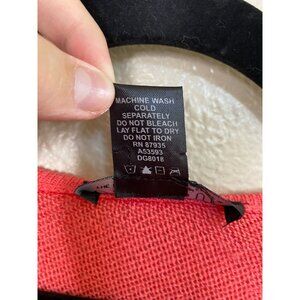 MACHINE WASH
COLD
SEPARATELY
DO NOT BLEACH
LAY FLAT TO DRY
DO NOT IRON
RN 87935
A53593
DG8018